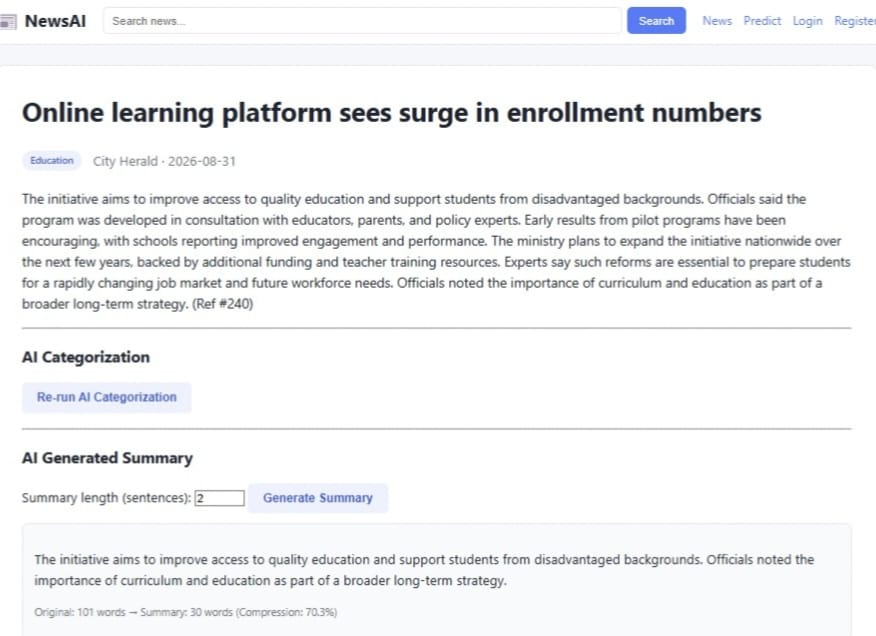 NewsAI
Search news...
Search
News Predict Login Register
Online learning platform sees surge in enrollment numbers
Education City Herald · 2026-08-31
The initiative aims to improve access to quality education and support students from disadvantaged backgrounds. Officials said the
program was developed in consultation with educators, parents, and policy experts. Early results from pilot programs have been
encouraging, with schools reporting improved engagement and performance. The ministry plans to expand the initiative nationwide over
the next few years, backed by additional funding and teacher training resources. Experts say such reforms are essential to prepare students
for a rapidly changing job market and future workforce needs. Officials noted the importance of curriculum and education as part of a
broader long-term strategy. (Ref #240)
AI Categorization
Re-run AI Categorization
AI Generated Summary
Summary length (sentences): 2 Generate Summary
The initiative aims to improve access to quality education and support students from disadvantaged backgrounds. Officials noted the
importance of curriculum and education as part of a broader long-term strategy.
Original: 101 words → Summary: 30 words (Compression: 70.3%)